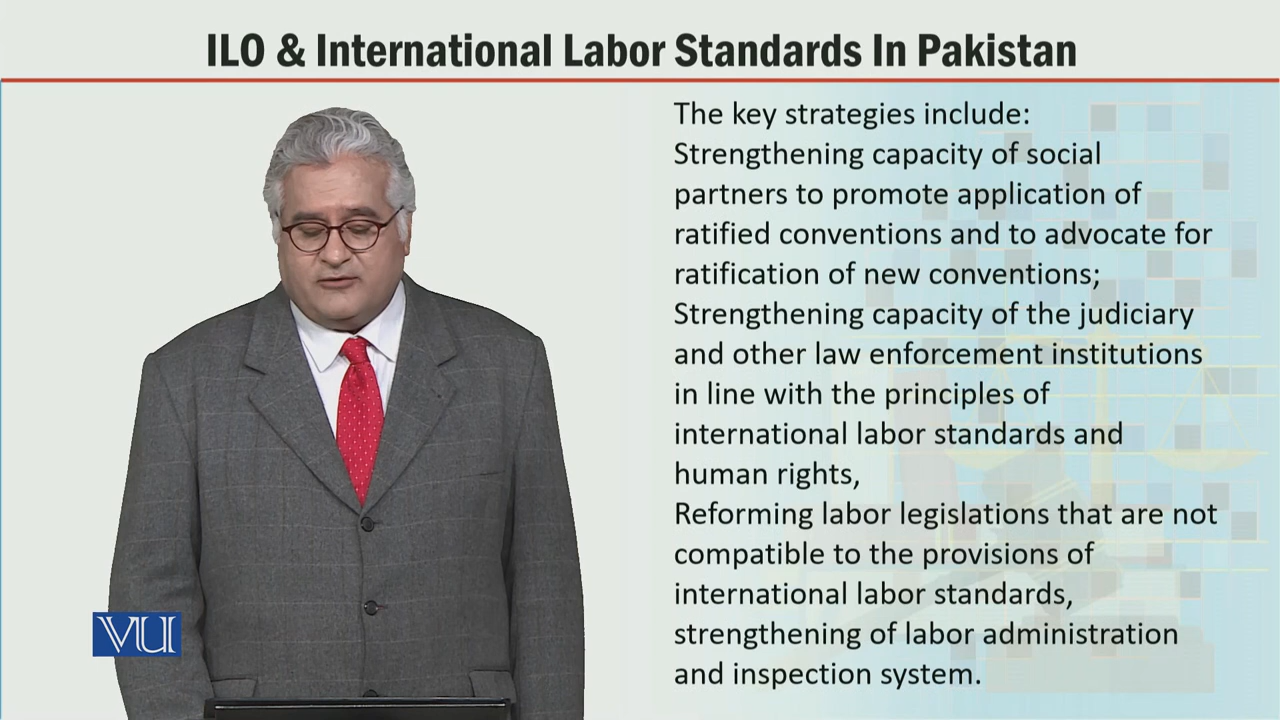 ILO & International Labor Standards In Pakistan
The key strategies include:
Strengthening capacity of social
partners to promote application of
ratified conventions and to advocate for
ratification of new conventions;
Strengthening capacity of the judiciary
and other law enforcement institutions
in line with the principles of
international labor standards and
human rights,
Reforming labor legislations that are not
compatible to the provisions of
international labor standards,
strengthening of labor administration
and inspection system.
VU